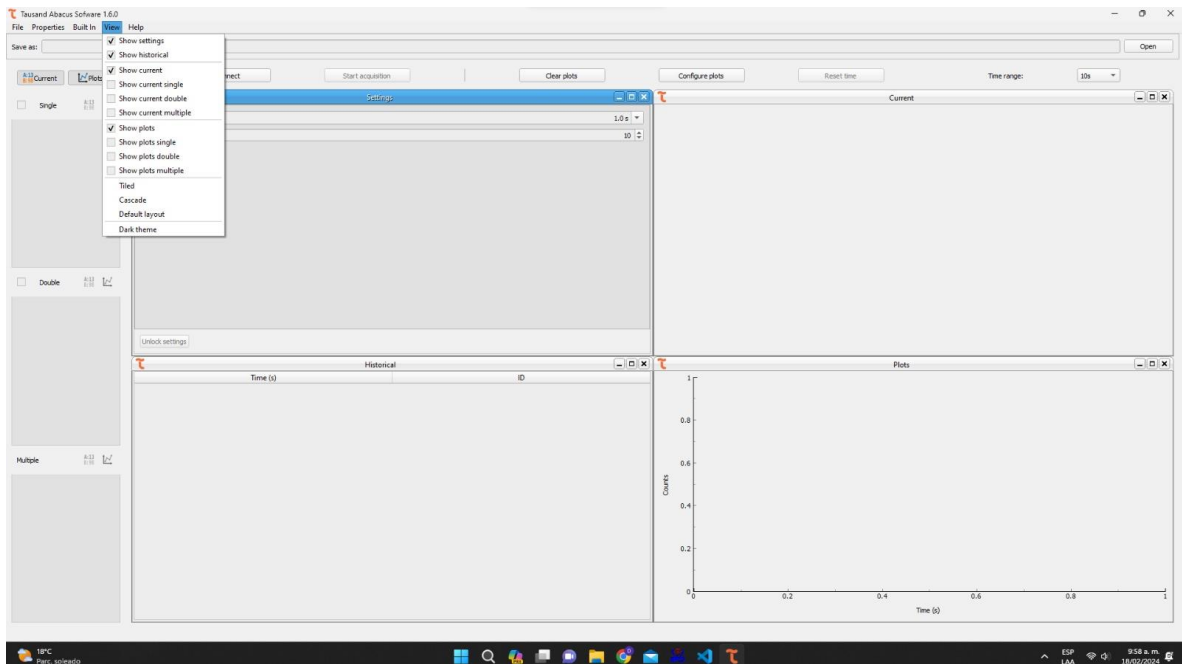 Tausand Abacus Sofware 1.6.0
File Properties Built In View Help
Save as:
Open
Show settings
Show historical
Show current
Show current single
Show current double
Show current multiple
Show plots
Show plots single
Show plots double
Show plots multiple
Tiled
Cascade
Default layout
Dark theme
Current Plots
Start acquisition Clear plots Configure plots Reset time Time range: 10s
Single
Double
Multiple
Settings
1.0 s
10
Unlock settings
Current
Historical
Time (s) ID
Plots
1
0.8
0.6
0.4
0.2
0
Counts
0 0.2 0.4 0.6 0.8 1
Time (s)
18°C
Parc. soleado
ESP
LAA
9:58 a. m.
18/02/2024